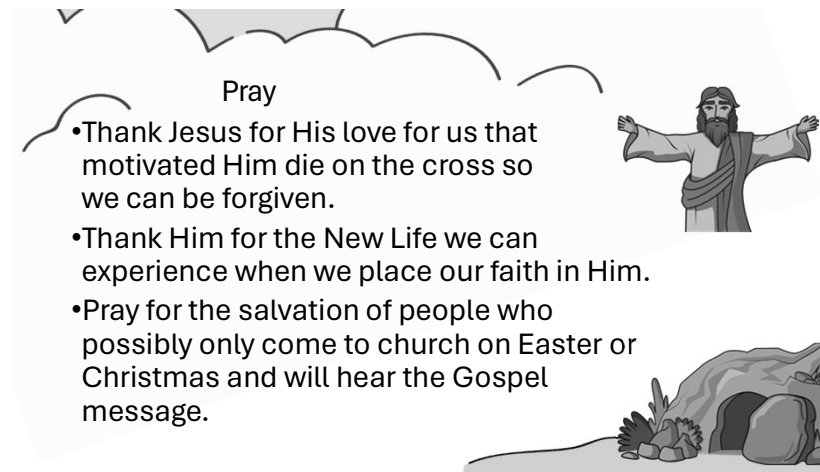 Pray
•Thank Jesus for His love for us that
motivated Him die on the cross so
we can be forgiven.
•Thank Him for the New Life we can
experience when we place our faith in Him.
•Pray for the salvation of people who
possibly only come to church on Easter or
Christmas and will hear the Gospel
message.